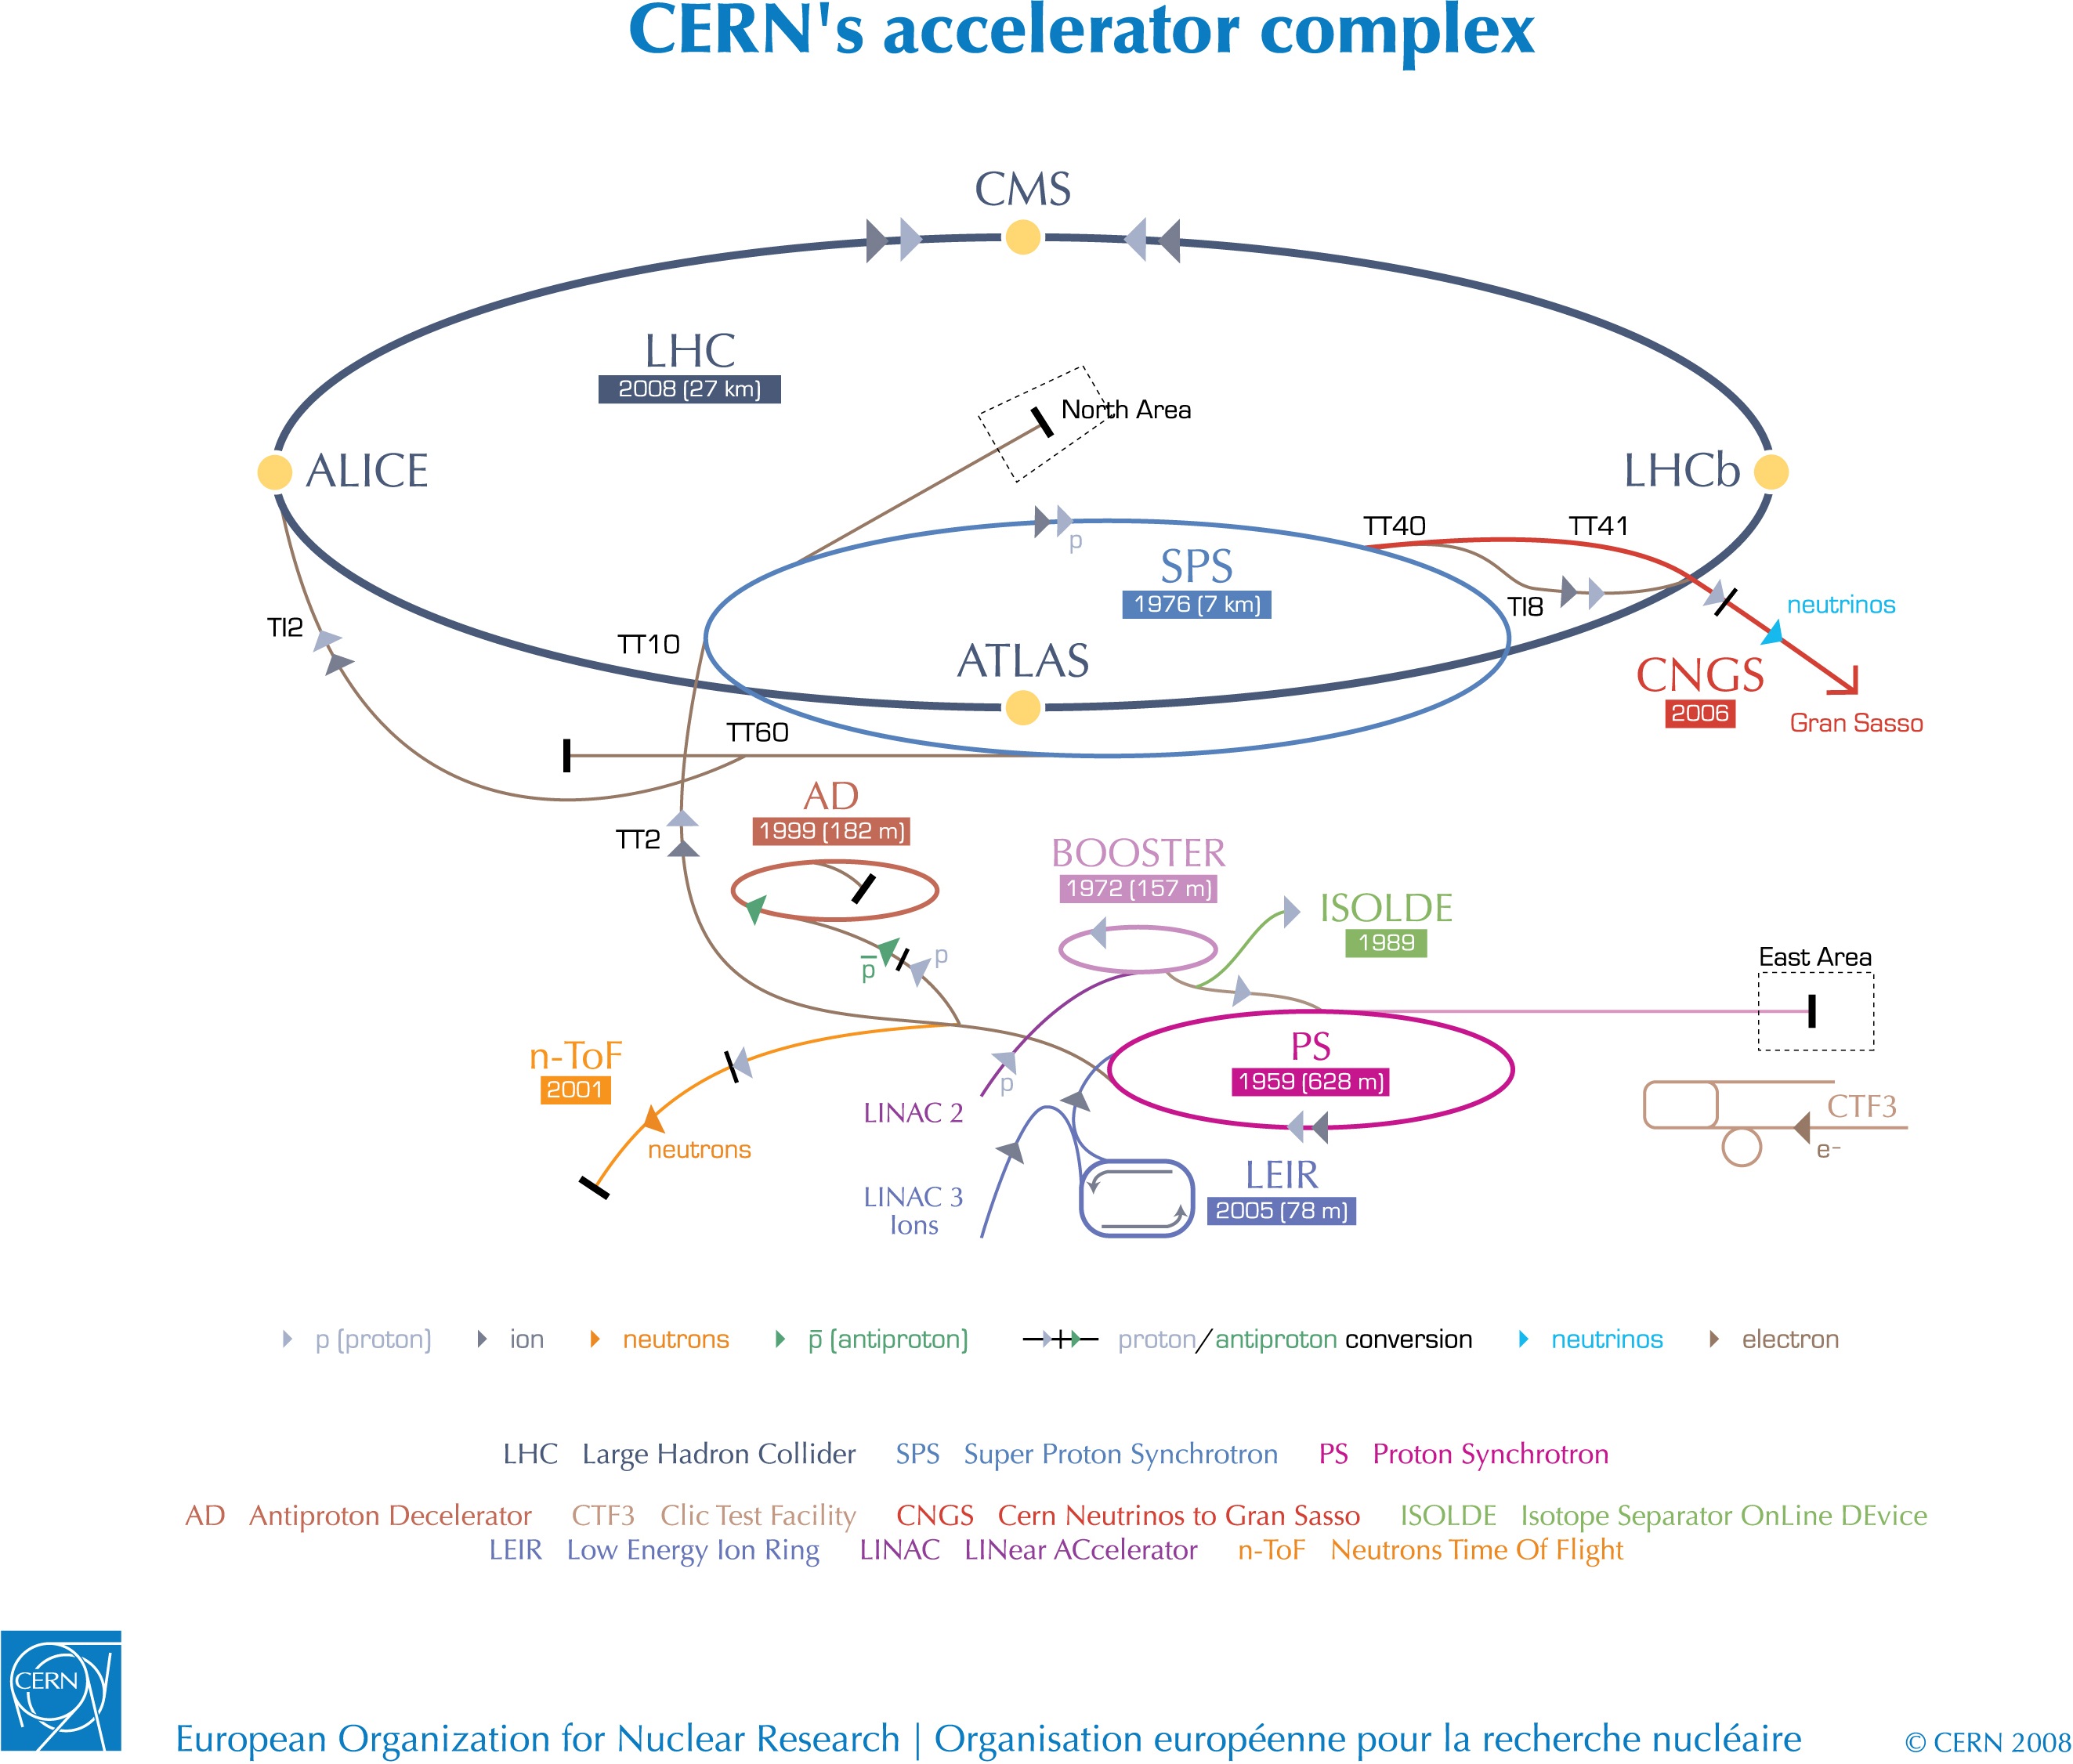 CERN's accelerator complex
CMS
LHC
2008 (27 km)
North Area
ALICE
LHCb
TT40
TT41
p
SPS
1976 (7 km)
TI8
neutrinos
TI2
TT10
ATLAS
CNGS
2006
Gran Sasso
TT60
AD
1999 (182 m)
TT2
BOOSTER
1972 (157 m)
ISOLDE
1989
p
p̅
East Area
n-ToF
2001
PS
1959 (628 m)
p
LINAC 2
CTF3
e-
neutrons
LEIR
2005 (78 m)
LINAC 3
Ions
p (proton) ion neutrons p̅ (antiproton) proton/antiproton conversion neutrinos electron
LHC Large Hadron Collider SPS Super Proton Synchrotron PS Proton Synchrotron
AD Antiproton Decelerator CTF3 Clic Test Facility CNGS Cern Neutrinos to Gran Sasso ISOLDE Isotope Separator OnLine DEvice
LEIR Low Energy Ion Ring LINAC LINear ACcelerator n-ToF Neutrons Time Of Flight
CERN
European Organization for Nuclear Research | Organisation européenne pour la recherche nucléaire
© CERN 2008